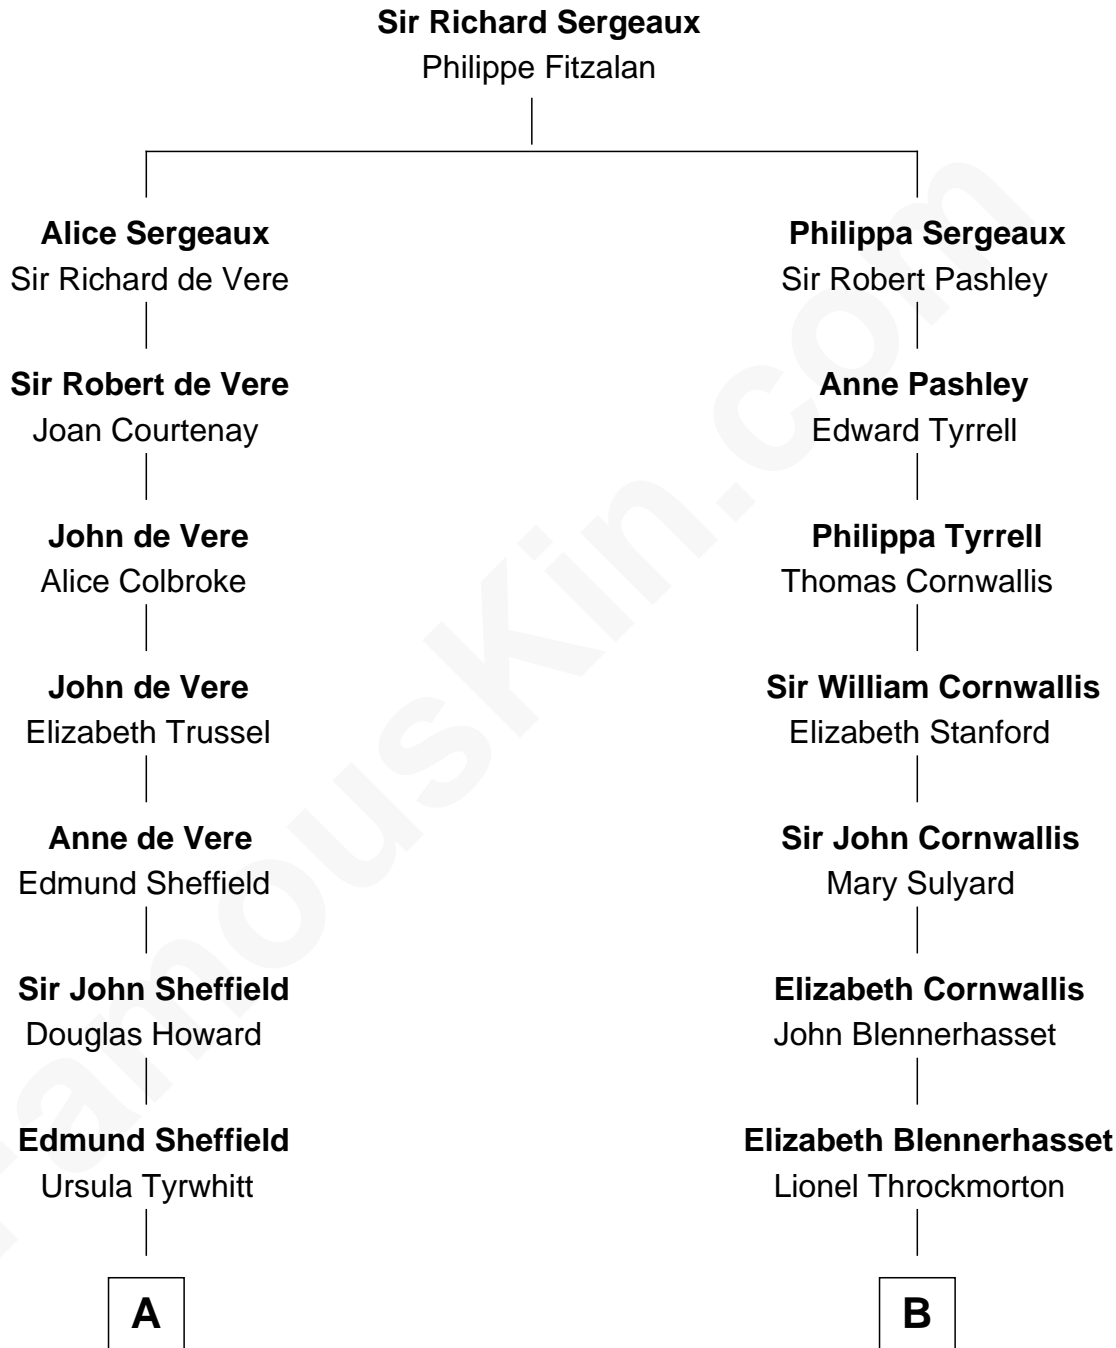 Sir Richard Sergeaux
Philippe Fitzalan
Alice Sergeaux
Sir Richard de Vere
Philippa Sergeaux
Sir Robert Pashley
Sir Robert de Vere
Joan Courtenay
Anne Pashley
Edward Tyrrell
John de Vere
Alice Colbroke
Philippa Tyrrell
Thomas Cornwallis
John de Vere
Elizabeth Trussel
Sir William Cornwallis
Elizabeth Stanford
Anne de Vere
Edmund Sheffield
Sir John Cornwallis
Mary Sulyard
Sir John Sheffield
Douglas Howard
Elizabeth Cornwallis
John Blennerhasset
Edmund Sheffield
Ursula Tyrwhitt
Elizabeth Blennerhasset
Lionel Throckmorton
A
B
FamousKin.com